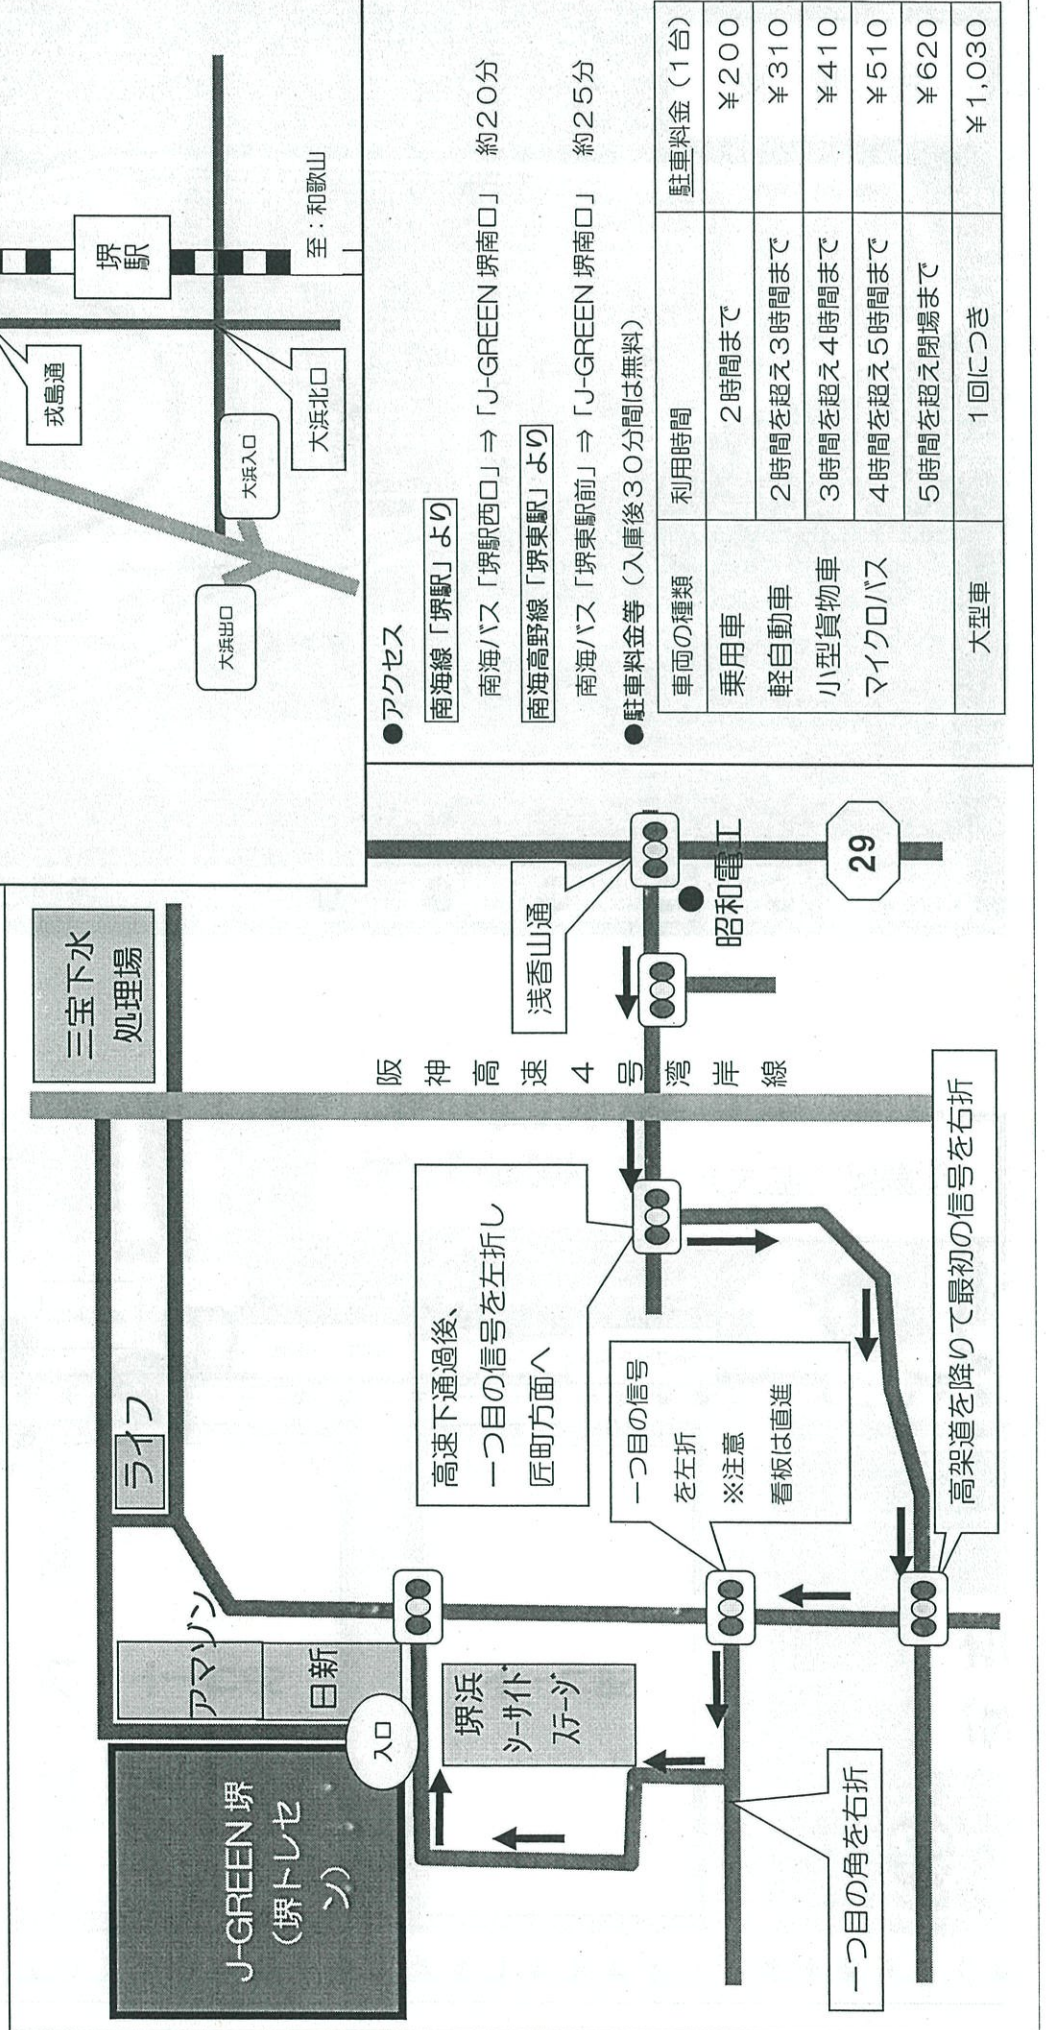 三宝下水
処理場
ライフ
アマゾン
日新
J-GREEN 堺
(堺トレセ
ン)
入口
堺浜
シーサイド
ステージ
阪神高速4号湾岸線
浅香山通
昭和電工
29
高速下通過後、
一つ目の信号を左折し
匠町方面へ
一つ目の信号
を左折
※注意
看板は直進
一つ目の角を右折
高架道を降りて最初の信号を右折
堺
駅
戎島通
大浜入口
大浜出口
大浜北口
至:和歌山
●アクセス
南海線「堺駅」より
南海バス「堺駅西口」⇒「J-GREEN 堺南口」 約20分
南海高野線「堺東駅」より
南海バス「堺東駅前」⇒「J-GREEN 堺南口」 約25分
●駐車料金等(入庫後30分間は無料)
車両の種類 利用時間 駐車料金(1台)
乗用車 2時間まで ¥200
軽自動車 2時間を超え3時間まで ¥310
小型貨物車 3時間を超え4時間まで ¥410
マイクロバス 4時間を超え5時間まで ¥510
5時間を超え閉場まで ¥620
大型車 1回につき ¥1,030